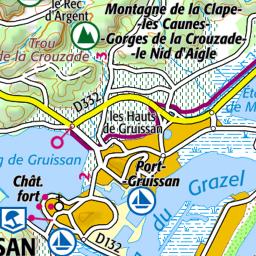 le Rec
d'Argent
Montagne de la Clape-
-les Caunes-
-Gorges de la Crouzade-
-le Nid d'Aigle
Trou
de la Crouzade
D332
les Hauts
de Gruissan
g de Gruissan
Port-
-Gruissan
Chât.
fort
Grazel
du
SSAN
D132